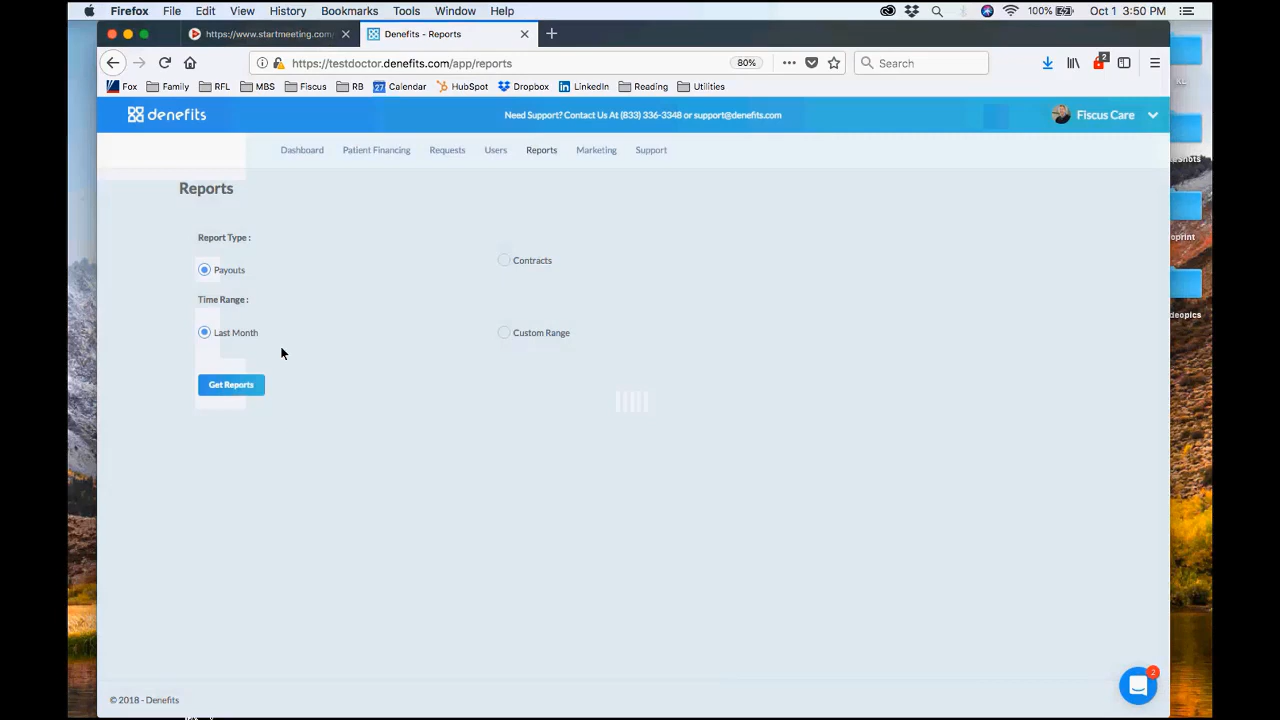 Firefox File Edit View History Bookmarks Tools Window Help 100% Oct 1 3:50 PM
https://www.startmeeting.com Denefits - Reports
https://testdoctor.denefits.com/app/reports 80% Search 2
Fox Family RFL MBS Fiscus RB 27 Calendar HubSpot Dropbox LinkedIn Reading Utilities
denefits Need Support? Contact Us At (833) 336-3348 or support@denefits.com Fiscus Care
Dashboard Patient Financing Requests Users Reports Marketing Support
Reports
Report Type :
Payouts Contracts
Time Range :
Last Month Custom Range
Get Reports
2
© 2018 - Denefits